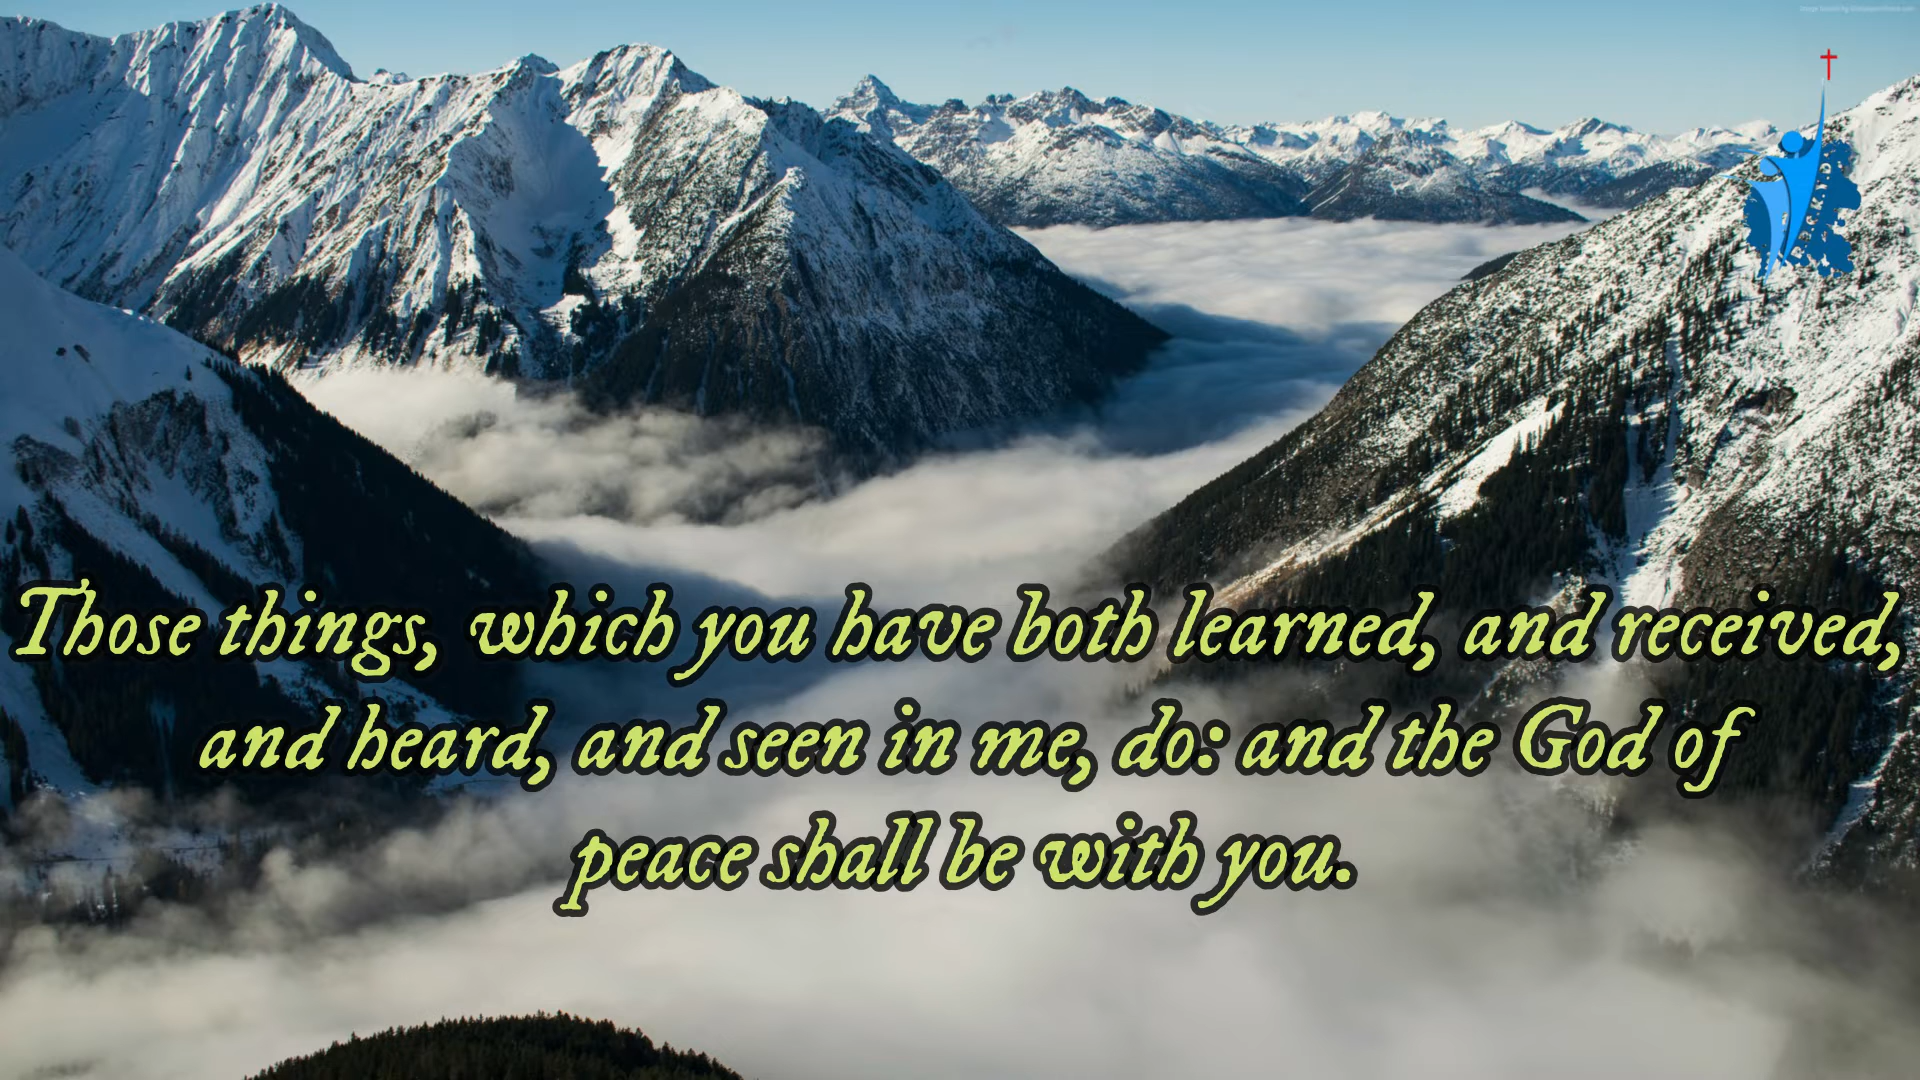 Those things, which you have both learned, and received,
and heard, and seen in me, do: and the God of
peace shall be with you.